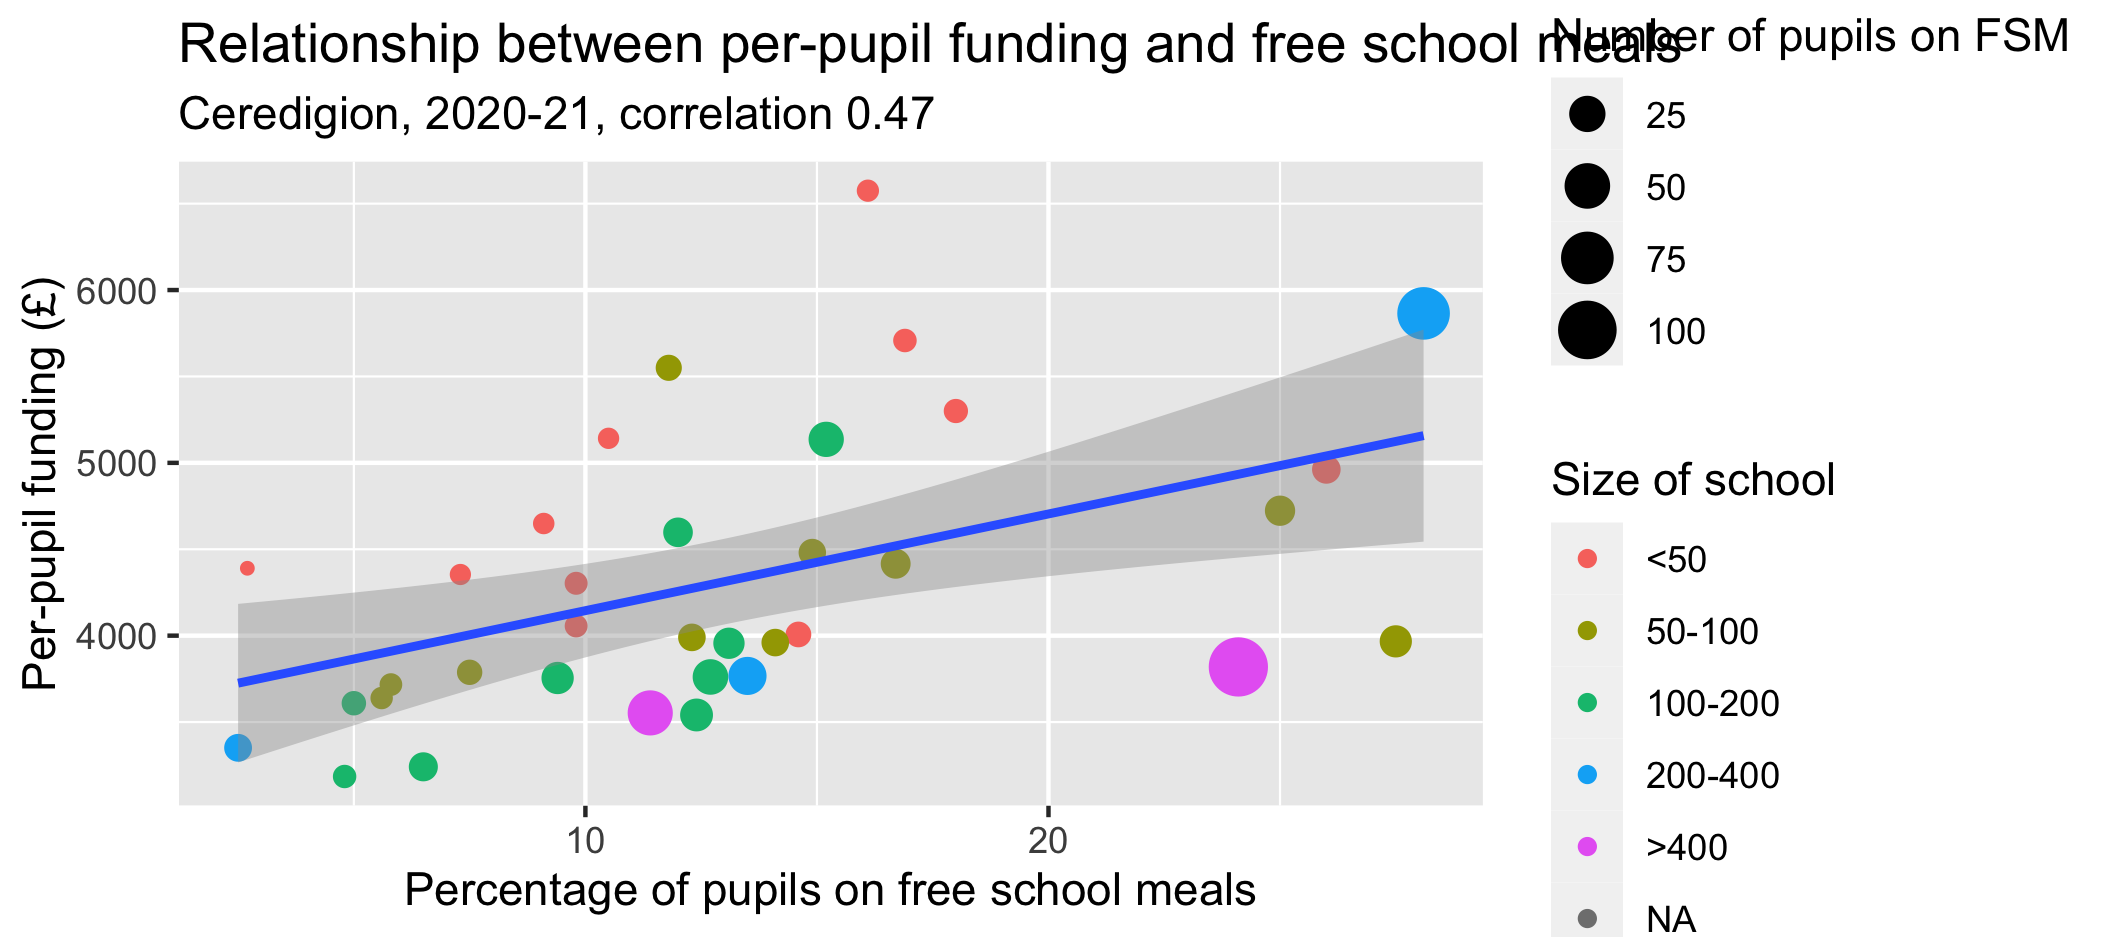 Relationship between per-pupil funding and free school meals
Ceredigion, 2020-21, correlation 0.47
Per-pupil funding (£)
6000
5000
4000
10
20
Percentage of pupils on free school meals
Number of pupils on FSM
25
50
75
100
Size of school
<50
50-100
100-200
200-400
>400
NA